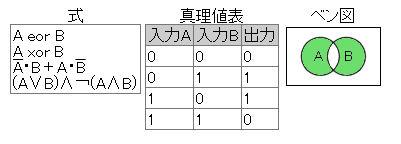 式
A eor B
A xor B
A̅・B＋A・B̅
(A∨B)∧¬(A∧B)
真理値表
入力A 入力B 出力
0 0 0
0 1 1
1 0 1
1 1 0
ベン図
A B